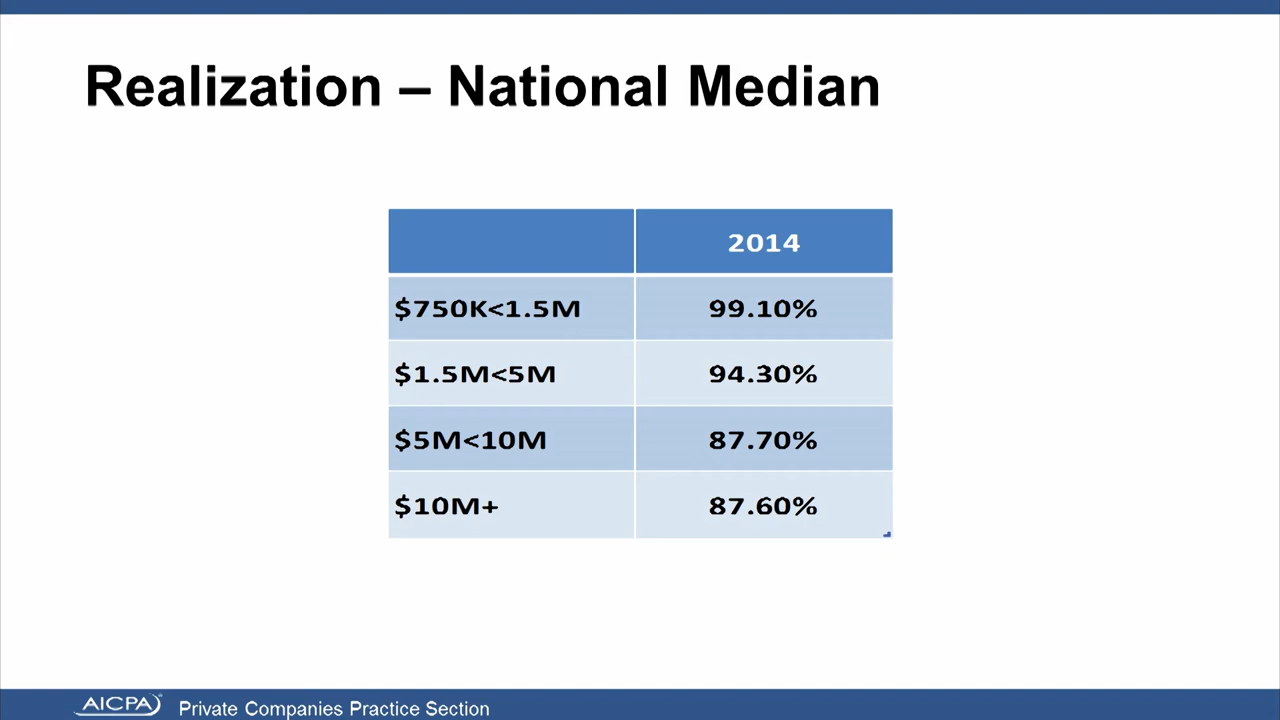 Realization – National Median
2014
$750K<1.5M 99.10%
$1.5M<5M 94.30%
$5M<10M 87.70%
$10M+ 87.60%
AICPA® Private Companies Practice Section